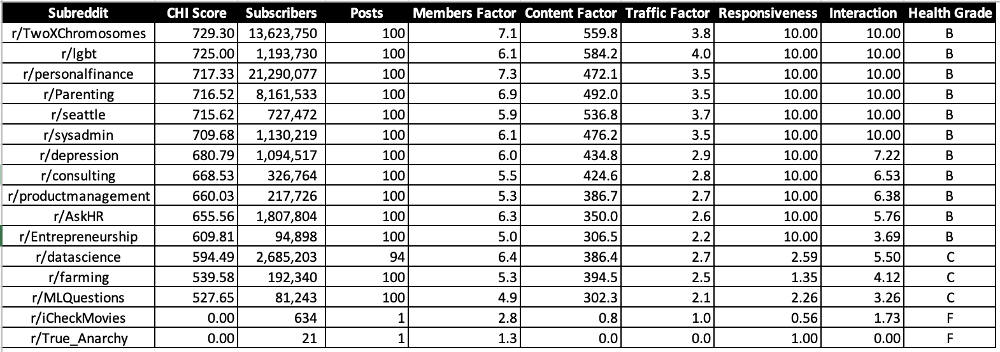 Subreddit CHI Score Subscribers Posts Members Factor Content Factor Traffic Factor Responsiveness Interaction Health Grade
r/TwoXChromosomes 729.30 13,623,750 100 7.1 559.8 3.8 10.00 10.00 B
r/lgbt 725.00 1,193,730 100 6.1 584.2 4.0 10.00 10.00 B
r/personalfinance 717.33 21,290,077 100 7.3 472.1 3.5 10.00 10.00 B
r/Parenting 716.52 8,161,533 100 6.9 492.0 3.5 10.00 10.00 B
r/seattle 715.62 727,472 100 5.9 536.8 3.7 10.00 10.00 B
r/sysadmin 709.68 1,130,219 100 6.1 476.2 3.5 10.00 10.00 B
r/depression 680.79 1,094,517 100 6.0 434.8 2.9 10.00 7.22 B
r/consulting 668.53 326,764 100 5.5 424.6 2.8 10.00 6.53 B
r/productmanagement 660.03 217,726 100 5.3 386.7 2.7 10.00 6.38 B
r/AskHR 655.56 1,807,804 100 6.3 350.0 2.6 10.00 5.76 B
r/Entrepreneurship 609.81 94,898 100 5.0 306.5 2.2 10.00 3.69 B
r/datascience 594.49 2,685,203 94 6.4 386.4 2.7 2.59 5.50 C
r/farming 539.58 192,340 100 5.3 394.5 2.5 1.35 4.12 C
r/MLQuestions 527.65 81,243 100 4.9 302.3 2.1 2.26 3.26 C
r/iCheckMovies 0.00 634 1 2.8 0.8 1.0 0.56 1.73 F
r/True_Anarchy 0.00 21 1 1.3 0.0 0.0 1.00 0.00 F